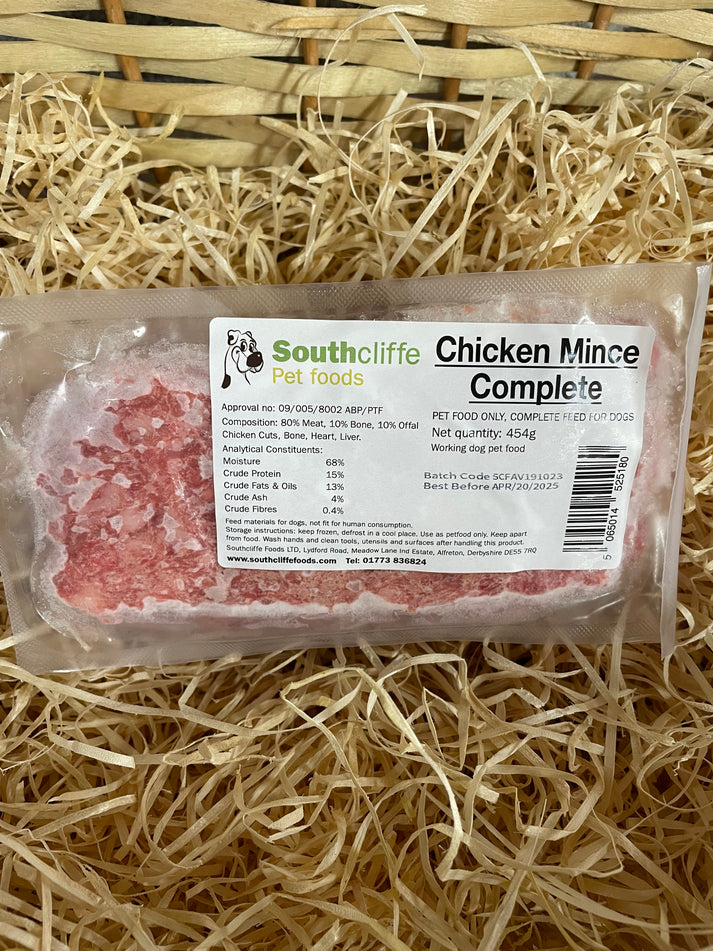 Southcliffe
Pet foods
Chicken Mince
Complete
PET FOOD ONLY, COMPLETE FEED FOR DOGS
Net quantity: 454g
Working dog pet food
Approval no: 09/005/8002 ABP/PTF
Composition: 80% Meat, 10% Bone, 10% Offal
Chicken Cuts, Bone, Heart, Liver.
Analytical Constituents:
Moisture 68%
Crude Protein 15%
Crude Fats & Oils 13%
Crude Ash 4%
Crude Fibres 0.4%
Batch Code SCFAV191023
Best Before APR/20/2025
Feed materials for dogs, not fit for human consumption.
Storage instructions: keep frozen, defrost in a cool place. Use as petfood only. Keep apart
from food. Wash hands and clean tools, utensils and surfaces after handling this product.
Southcliffe Foods LTD, Lydford Road, Meadow Lane Ind Estate, Alfreton, Derbyshire DE55 7RQ
www.southcliffefoods.com Tel: 01773 836824
5 065014 525180